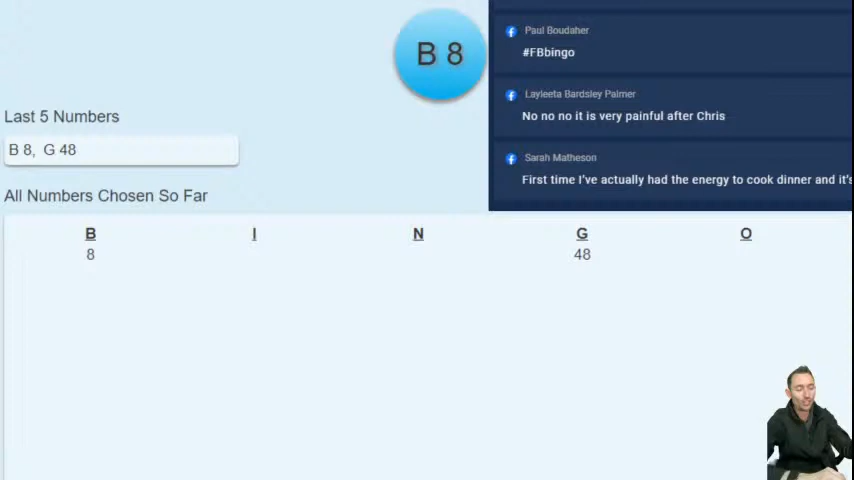 B 8
Paul Boudaher
#FBbingo
Layleeta Bardsley Palmer
No no no it is very painful after Chris
Sarah Matheson
First time I've actually had the energy to cook dinner and it's
Last 5 Numbers
B 8, G 48
All Numbers Chosen So Far
B I N G O
8 48